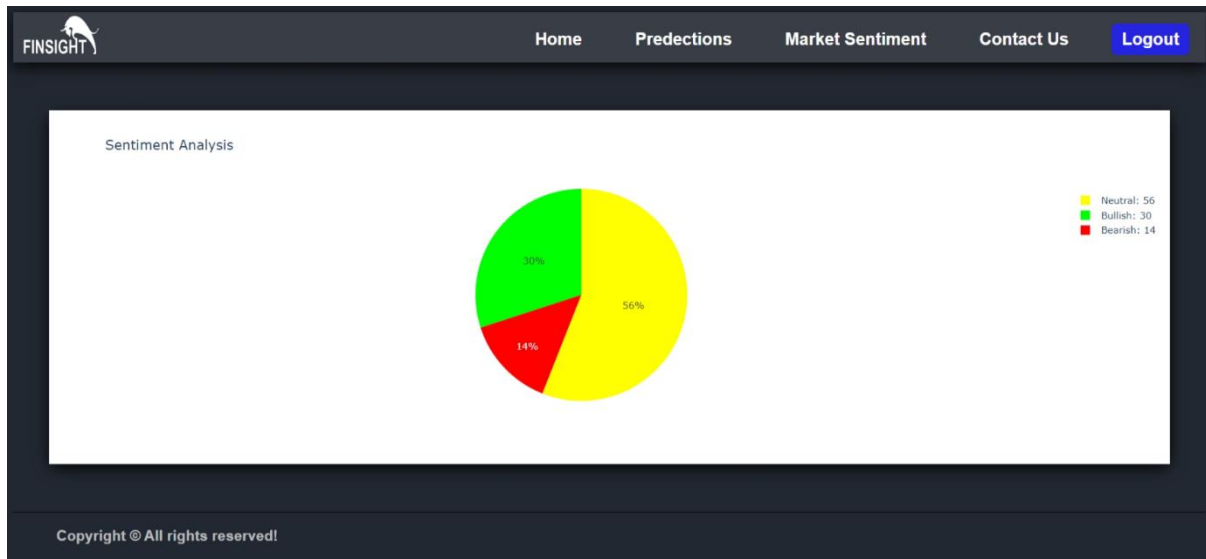 FINSIGHT
Home Predections Market Sentiment Contact Us Logout
Sentiment Analysis
Neutral: 56
Bullish: 30
Bearish: 14
30%
56%
14%
Copyright © All rights reserved!